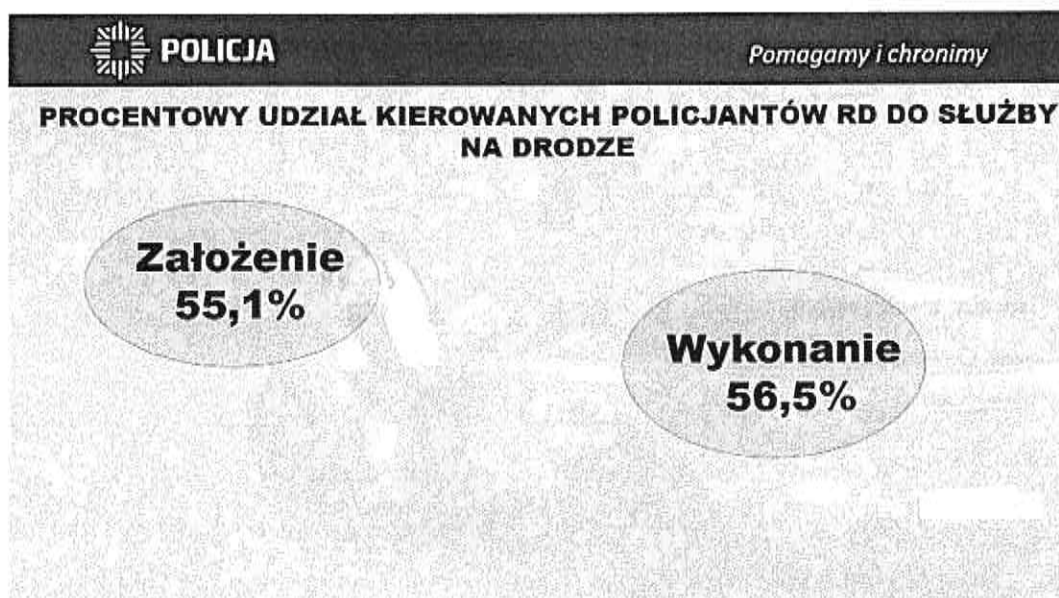 POLICJA
Pomagamy i chronimy
PROCENTOWY UDZIAŁ KIEROWANYCH POLICJANTÓW RD DO SŁUŻBY
NA DRODZE
Założenie
55,1%
Wykonanie
56,5%